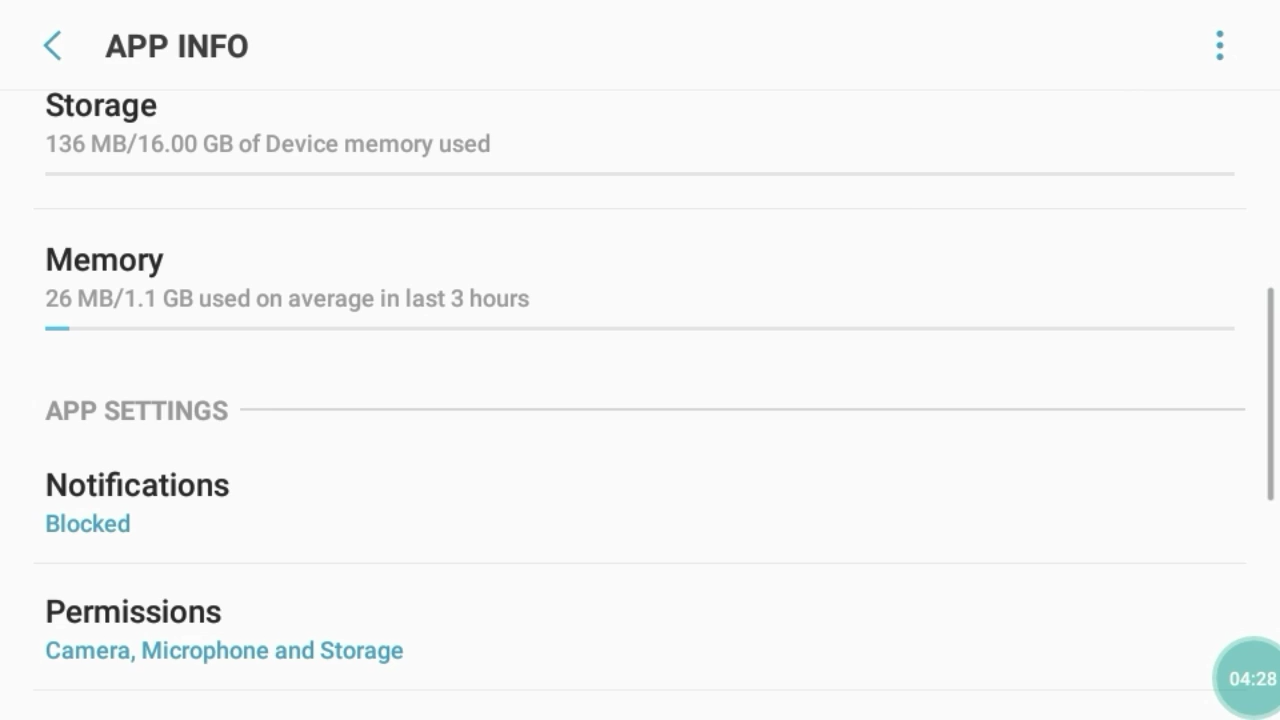 APP INFO
Storage
136 MB/16.00 GB of Device memory used
Memory
26 MB/1.1 GB used on average in last 3 hours
APP SETTINGS
Notifications
Blocked
Permissions
Camera, Microphone and Storage
04:28